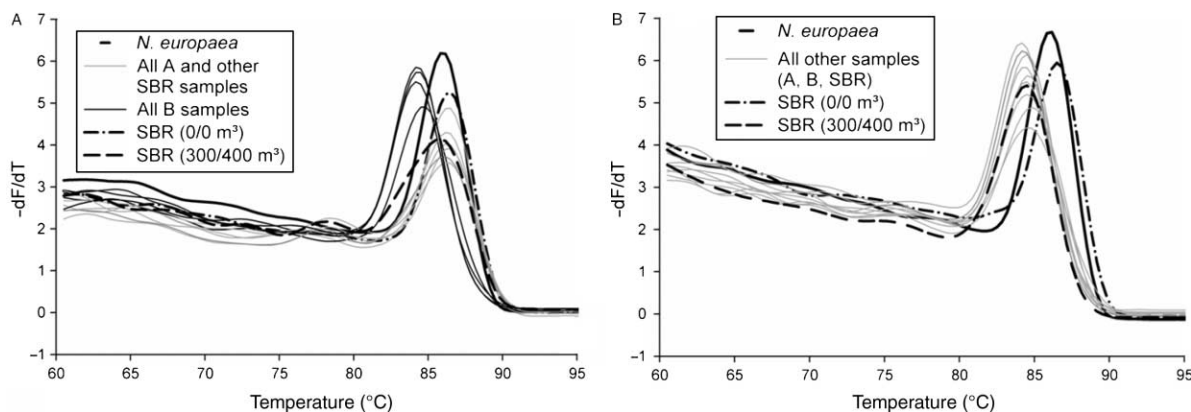 A
N. europaea
All A and other
SBR samples
All B samples
SBR (0/0 m³)
SBR (300/400 m³)
7
6
5
4
3
2
1
0
–1
–dF/dT
60 65 70 75 80 85 90 95
Temperature (°C)
B
N. europaea
All other samples
(A, B, SBR)
SBR (0/0 m³)
SBR (300/400 m³)
7
6
5
4
3
2
1
0
–1
–dF/dT
60 65 70 75 80 85 90 95
Temperature (°C)